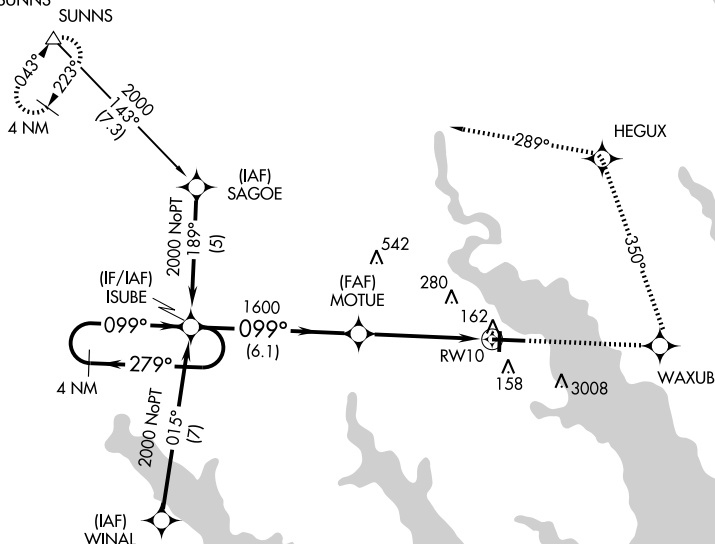 SUNNS
SUNNS
043°
223°
4 NM
2000
143°
(7.3)
(IAF)
SAGOE
2000 NoPT
189°
(5)
(IF/IAF)
ISUBE
099°
279°
4 NM
1600
099°
(6.1)
2000 NoPT
015°
(7)
(IAF)
WINAL
(FAF)
MOTUE
542
280
162
RW10
158
3008
289°
HEGUX
350°
WAXUB